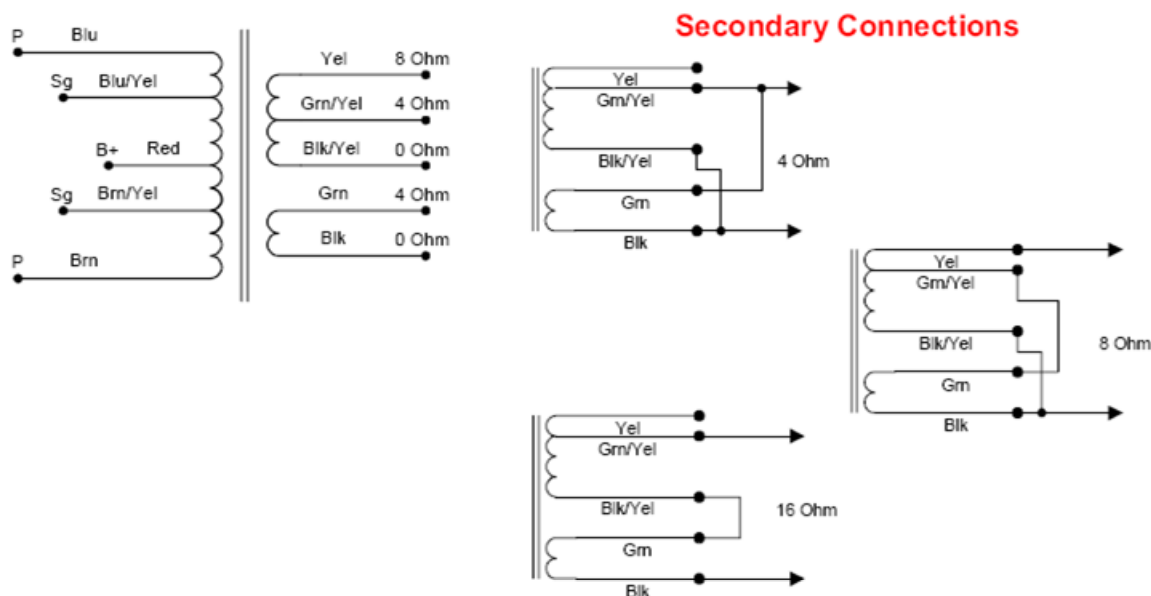 Secondary Connections
P Blu
Sg Blu/Yel
B+ Red
Sg Brn/Yel
P Brn
Yel 8 Ohm
Grn/Yel 4 Ohm
Blk/Yel 0 Ohm
Grn 4 Ohm
Blk 0 Ohm
Yel
Grn/Yel
Blk/Yel
4 Ohm
Grn
Blk
Yel
Grn/Yel
Blk/Yel
8 Ohm
Grn
Blk
Yel
Grn/Yel
Blk/Yel
16 Ohm
Grn
Blk